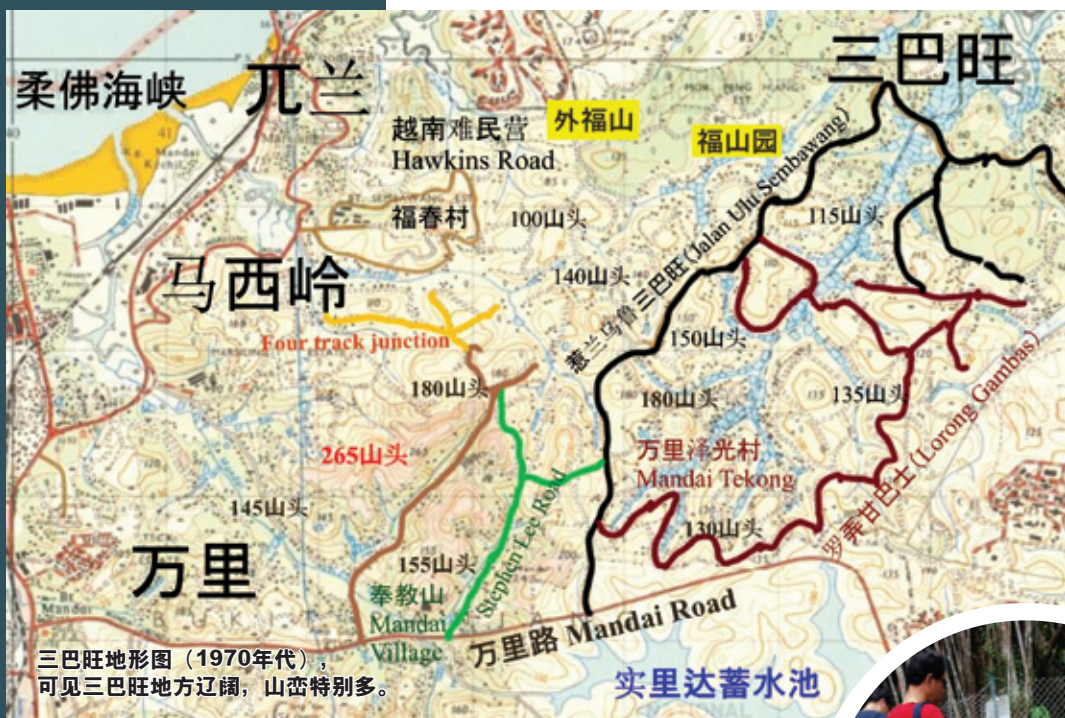 三巴旺
柔佛海峡
兀兰
越南难民营
Hawkins Road
外福山
福山园
福春村
100山头
115山头
140山头
惹兰乌鲁三巴旺(Jalan Ulu Sembawang)
马西岭
Four track junction
150山头
180山头
180山头
135山头
265山头
万里泽光村
Mandai Tekong
罗弄甘巴士(Lorong Gambas)
145山头
130山头
万里
155山头
Stephen Lee Road
奉教山
Mandai
Village
万里路 Mandai Road
实里达蓄水池
三巴旺地形图（1970年代），
可见三巴旺地方辽阔，山峦特别多。